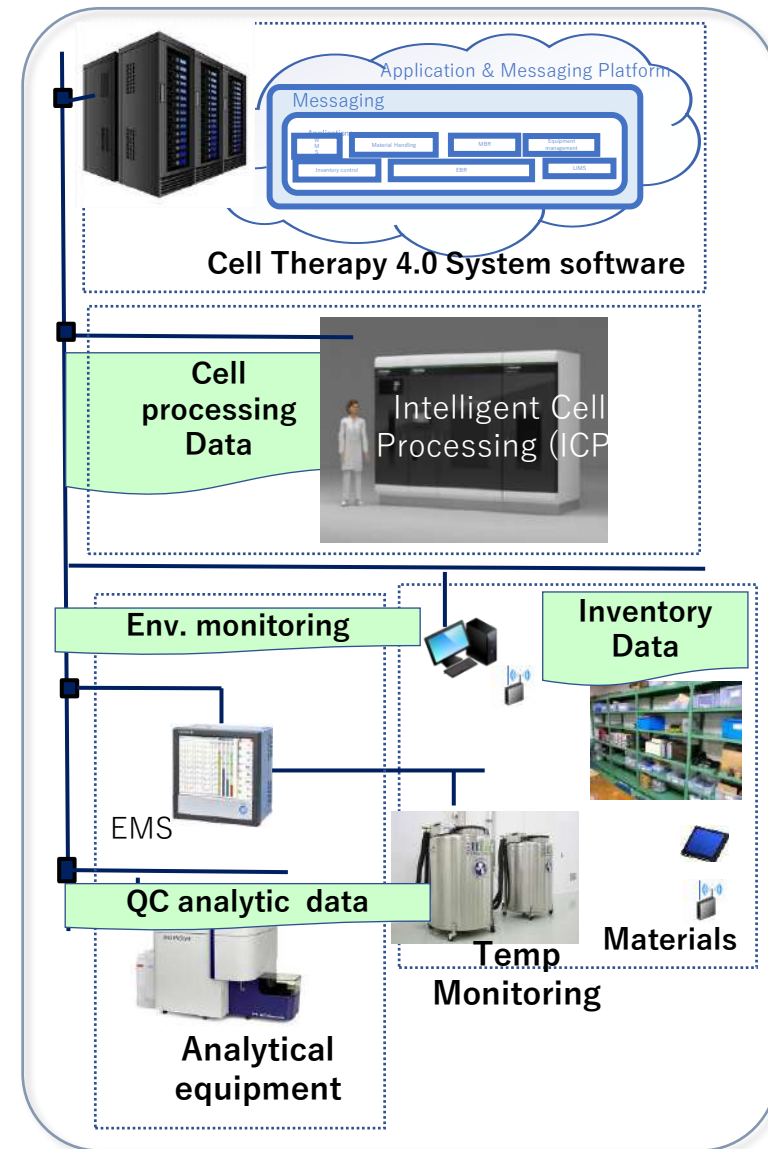 Application & Messaging Platform
Messaging
Applications
W
M
S
Material Handling
MBR
Equipment
management
Inventory control
EBR
LIMS
Cell Therapy 4.0 System software
Cell
processing
Data
Intelligent Cell
Processing (ICP
Env. monitoring
Inventory
Data
EMS
QC analytic data
Materials
Temp
Monitoring
Analytical
equipment